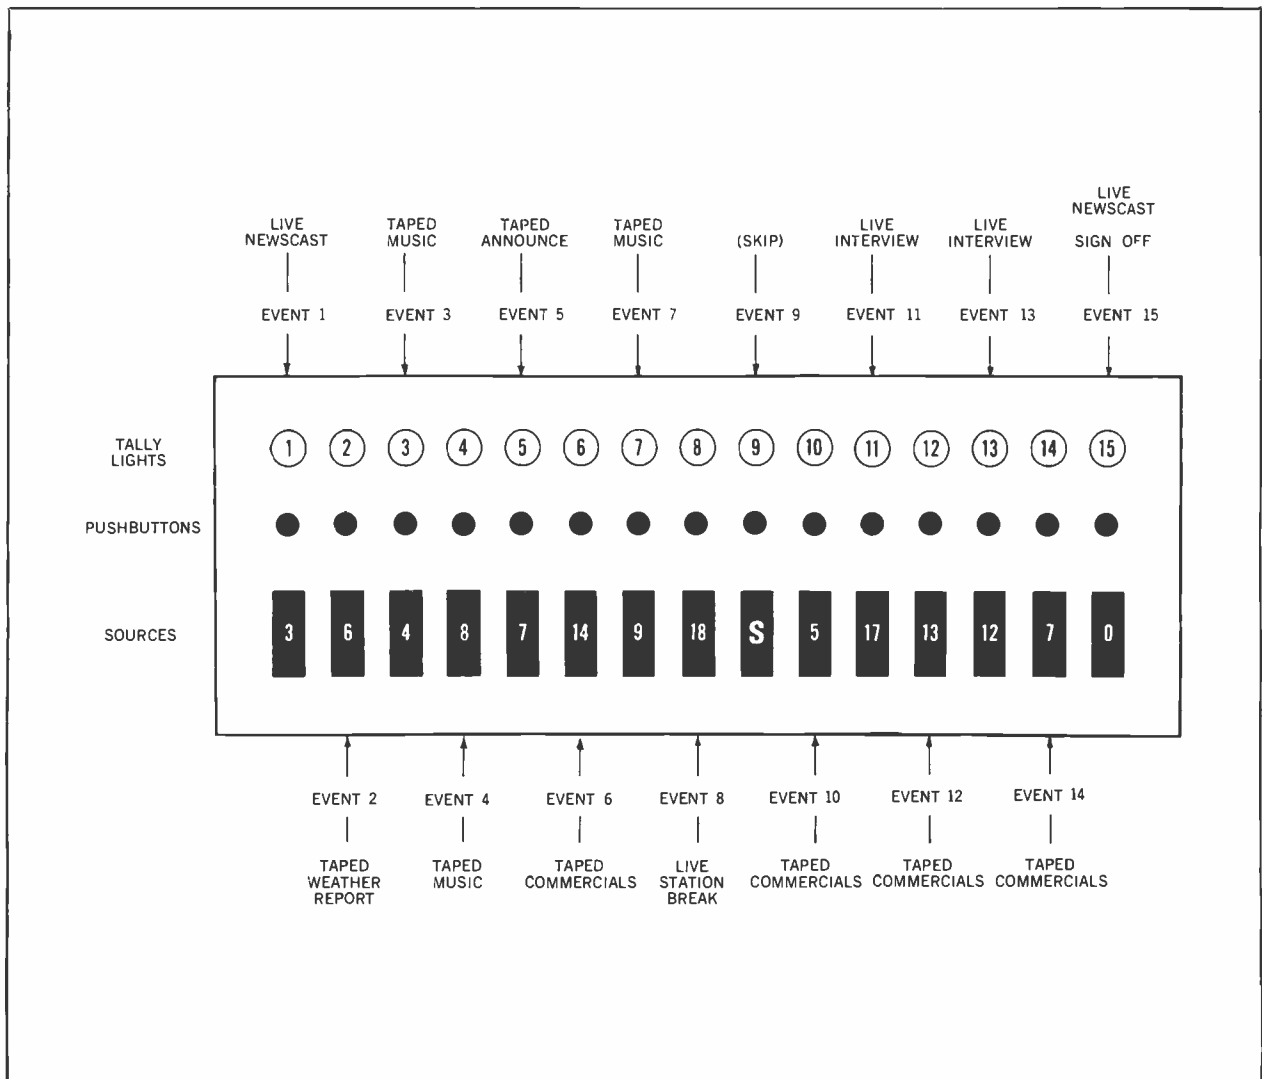 LIVE
NEWSCAST
TAPED
MUSIC
TAPED
ANNOUNCE
TAPED
MUSIC
(SKIP)
LIVE
INTERVIEW
LIVE
INTERVIEW
LIVE
NEWSCAST
SIGN OFF
EVENT 1
EVENT 3
EVENT 5
EVENT 7
EVENT 9
EVENT 11
EVENT 13
EVENT 15
TALLY
LIGHTS
1 2 3 4 5 6 7 8 9 10 11 12 13 14 15
PUSHBUTTONS
SOURCES
3 6 4 8 7 14 9 18 S 5 17 13 12 7 0
EVENT 2
EVENT 4
EVENT 6
EVENT 8
EVENT 10
EVENT 12
EVENT 14
TAPED
WEATHER
REPORT
TAPED
MUSIC
TAPED
COMMERCIALS
LIVE
STATION
BREAK
TAPED
COMMERCIALS
TAPED
COMMERCIALS
TAPED
COMMERCIALS